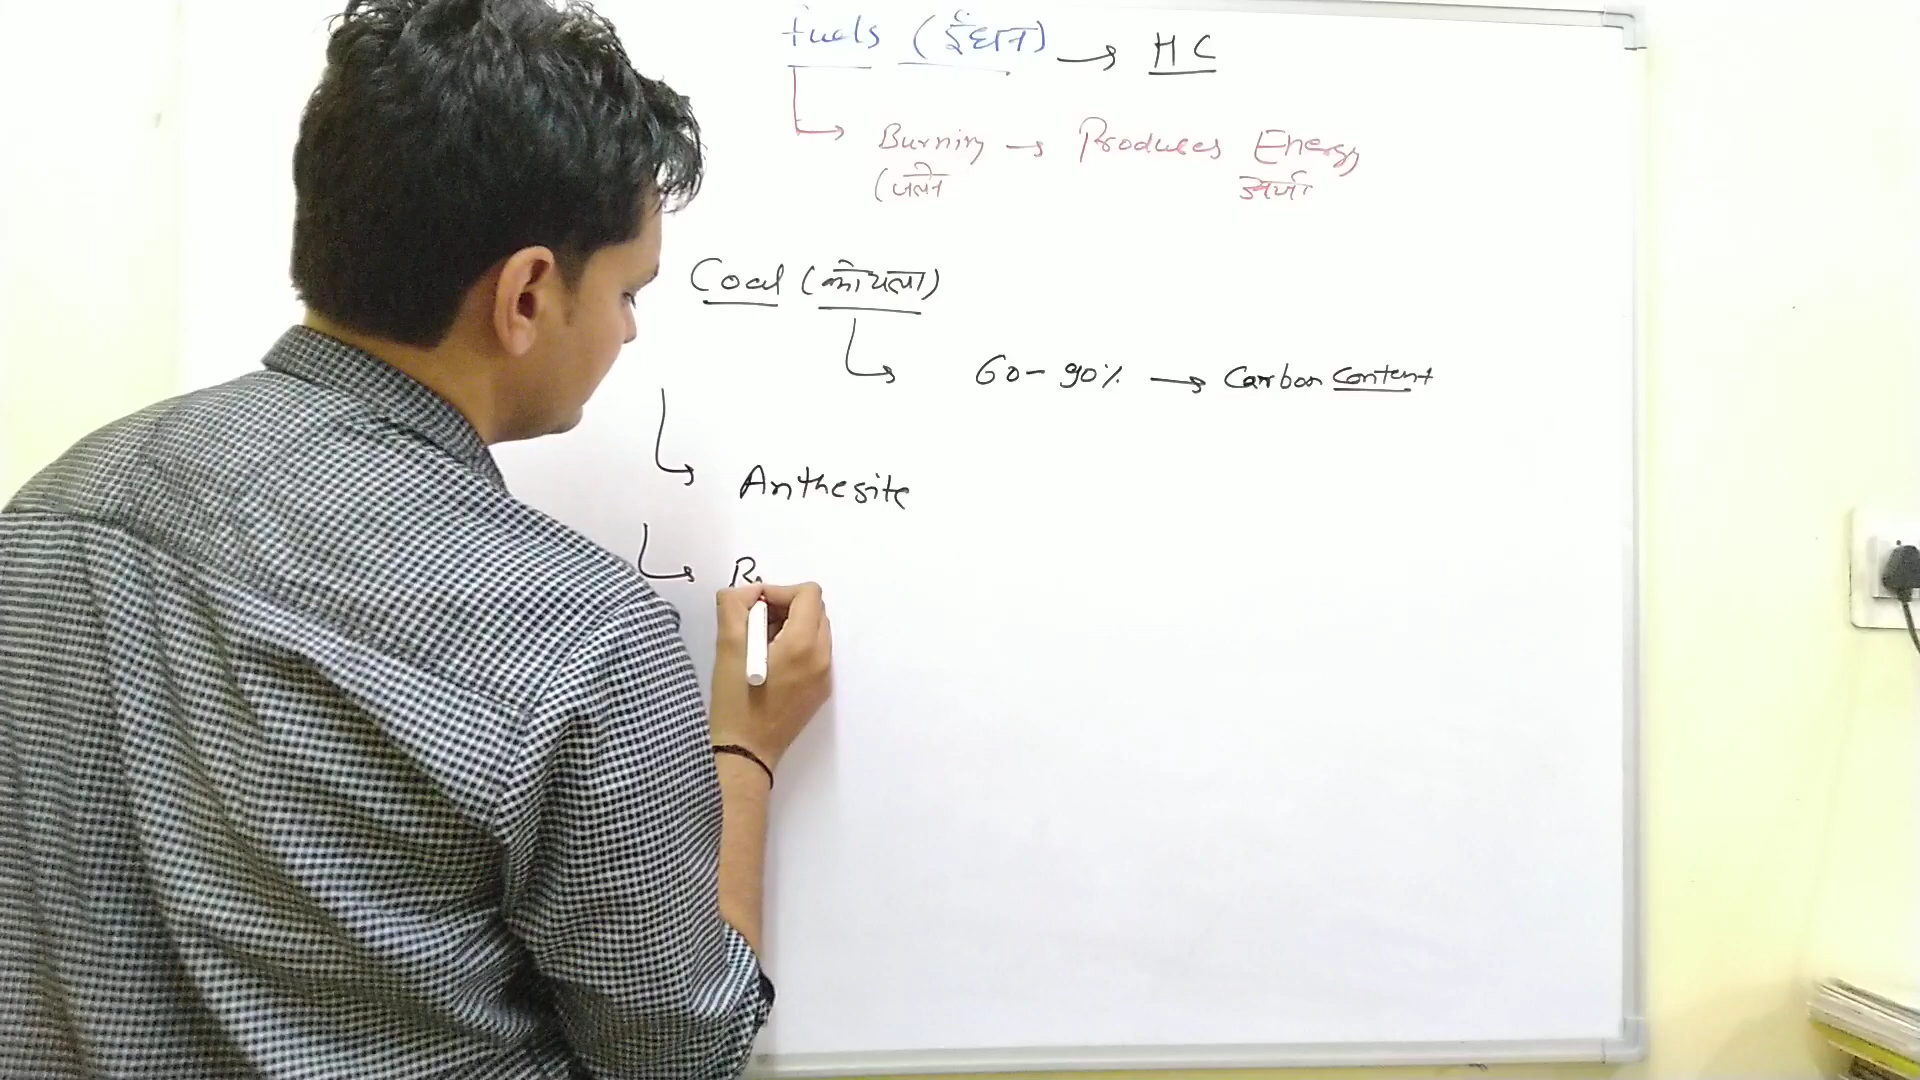 fuels (ईंधन) → HC
Burning → Produces Energy
(जलने ऊर्जा
Coal (कोयला)
60-90% → Carbon Content
Anthesite